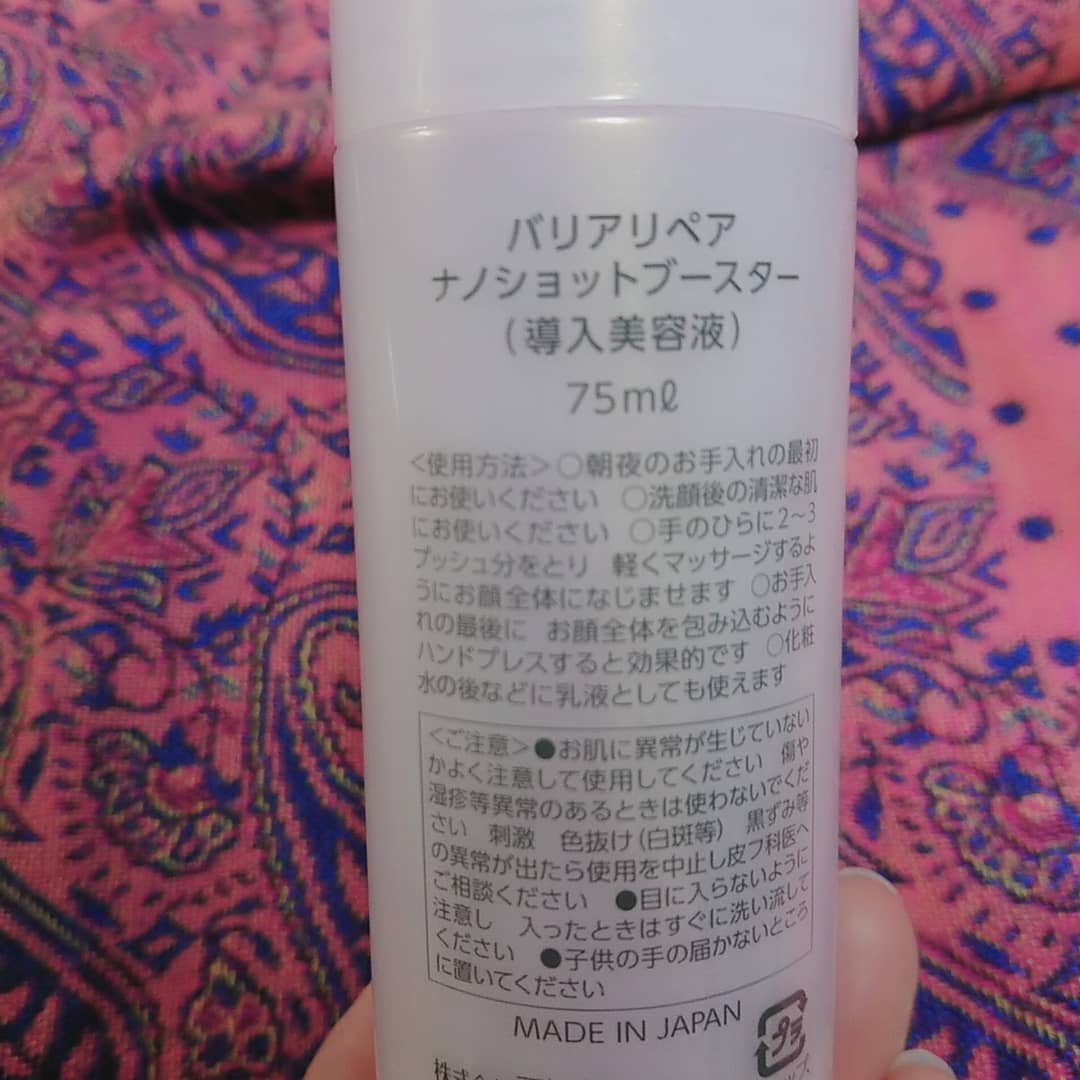 バリアリペア
ナノショットブースター
(導入美容液)
75mℓ
<使用方法>○朝夜のお手入れの最初
にお使いください ○洗顔後の清潔な肌
にお使いください ○手のひらに2〜3
プッシュ分をとり 軽くマッサージするよ
うにお顔全体になじませます ○お手入
れの最後に お顔全体を包み込むように
ハンドプレスすると効果的です ○化粧
水の後などに乳液としても使えます
<ご注意>●お肌に異常が生じていない
かよく注意して使用してください 傷や
湿疹等異常のあるときは使わないでくだ
さい 刺激 色抜け(白斑等) 黒ずみ等
の異常が出たら使用を中止し皮フ科医へ
ご相談ください ●目に入らないように
注意し 入ったときはすぐに洗い流して
ください ●子供の手の届かないところ
に置いてください
MADE IN JAPAN
プラ